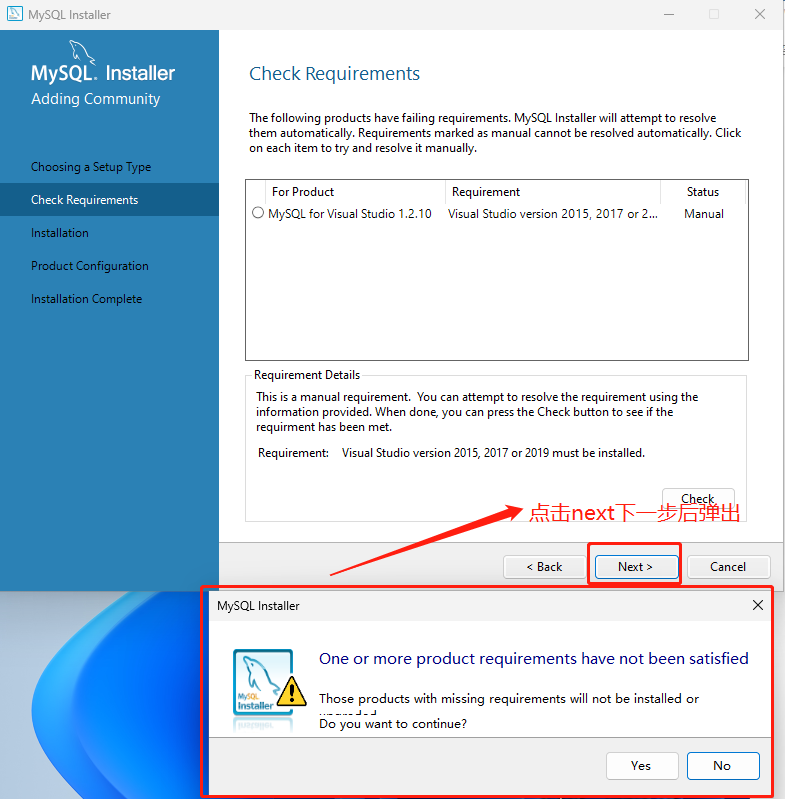 MySQL Installer
MySQL. Installer
Adding Community
Choosing a Setup Type
Check Requirements
Installation
Product Configuration
Installation Complete
Check Requirements
The following products have failing requirements. MySQL Installer will attempt to resolve
them automatically. Requirements marked as manual cannot be resolved automatically. Click
on each item to try and resolve it manually.
For Product Requirement Status
MySQL for Visual Studio 1.2.10 Visual Studio version 2015, 2017 or 2... Manual
Requirement Details
This is a manual requirement. You can attempt to resolve the requirement using the
information provided. When done, you can press the Check button to see if the
requirment has been met.
Requirement: Visual Studio version 2015, 2017 or 2019 must be installed.
Check
点击next下一步后弹出
< Back Next > Cancel
MySQL Installer
MySQL
Installer
One or more product requirements have not been satisfied
Those products with missing requirements will not be installed or
upgraded.
Do you want to continue?
Yes No